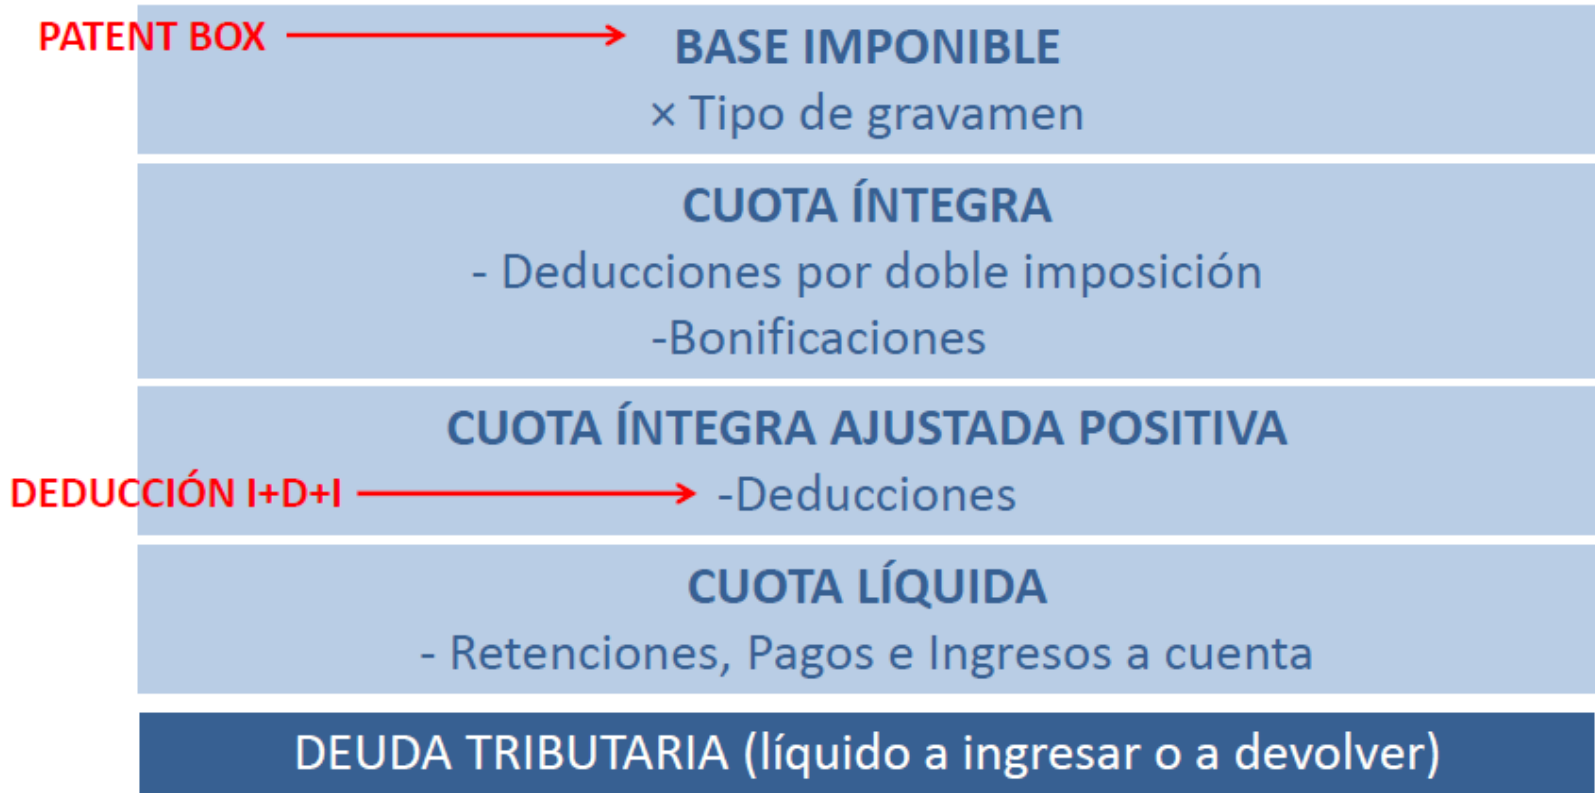 PATENT BOX
BASE IMPONIBLE
× Tipo de gravamen
CUOTA ÍNTEGRA
- Deducciones por doble imposición
-Bonificaciones
CUOTA ÍNTEGRA AJUSTADA POSITIVA
DEDUCCIÓN I+D+I
-Deducciones
CUOTA LÍQUIDA
- Retenciones, Pagos e Ingresos a cuenta
DEUDA TRIBUTARIA (líquido a ingresar o a devolver)